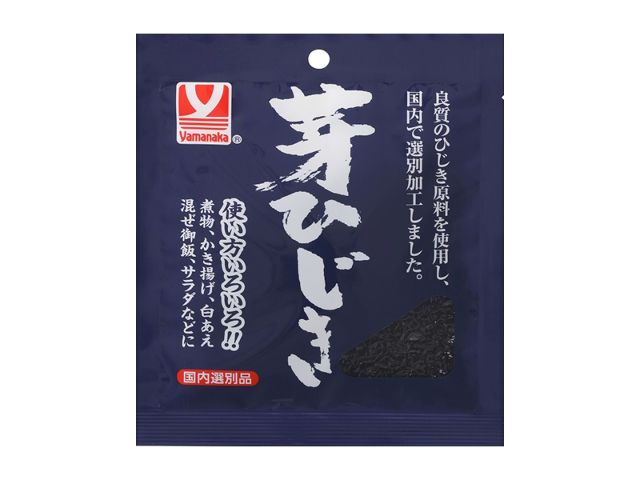 Yamanaka®
良質のひじき原料を使用し、
国内で選別加工しました。
芽ひじき
使い方いろいろ!!
煮物、かき揚げ、白あえ
混ぜ御飯、サラダなどに
国内選別品